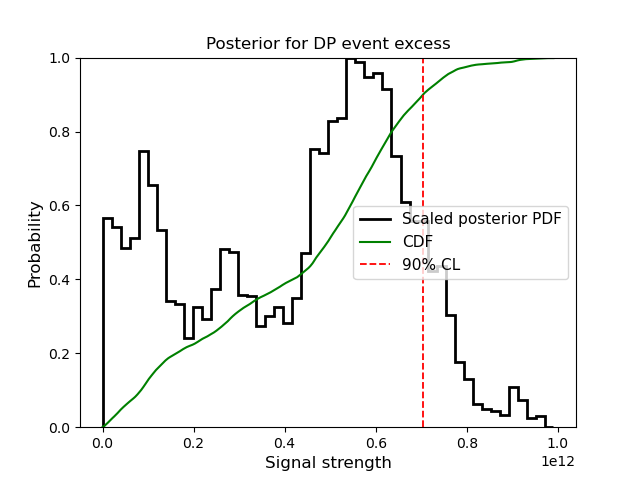 Posterior for DP event excess
Probability
1.0
0.8
0.6
0.4
0.2
0.0
Scaled posterior PDF
CDF
90% CL
0.0 0.2 0.4 0.6 0.8 1.0
1e12
Signal strength